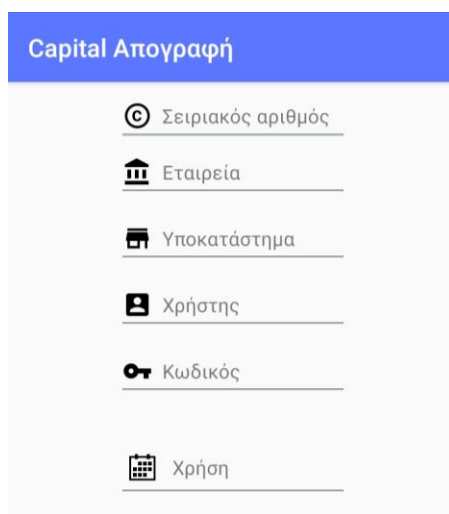 Capital Απογραφή
Σειριακός αριθμός
Εταιρεία
Υποκατάστημα
Χρήστης
Κωδικός
Χρήση